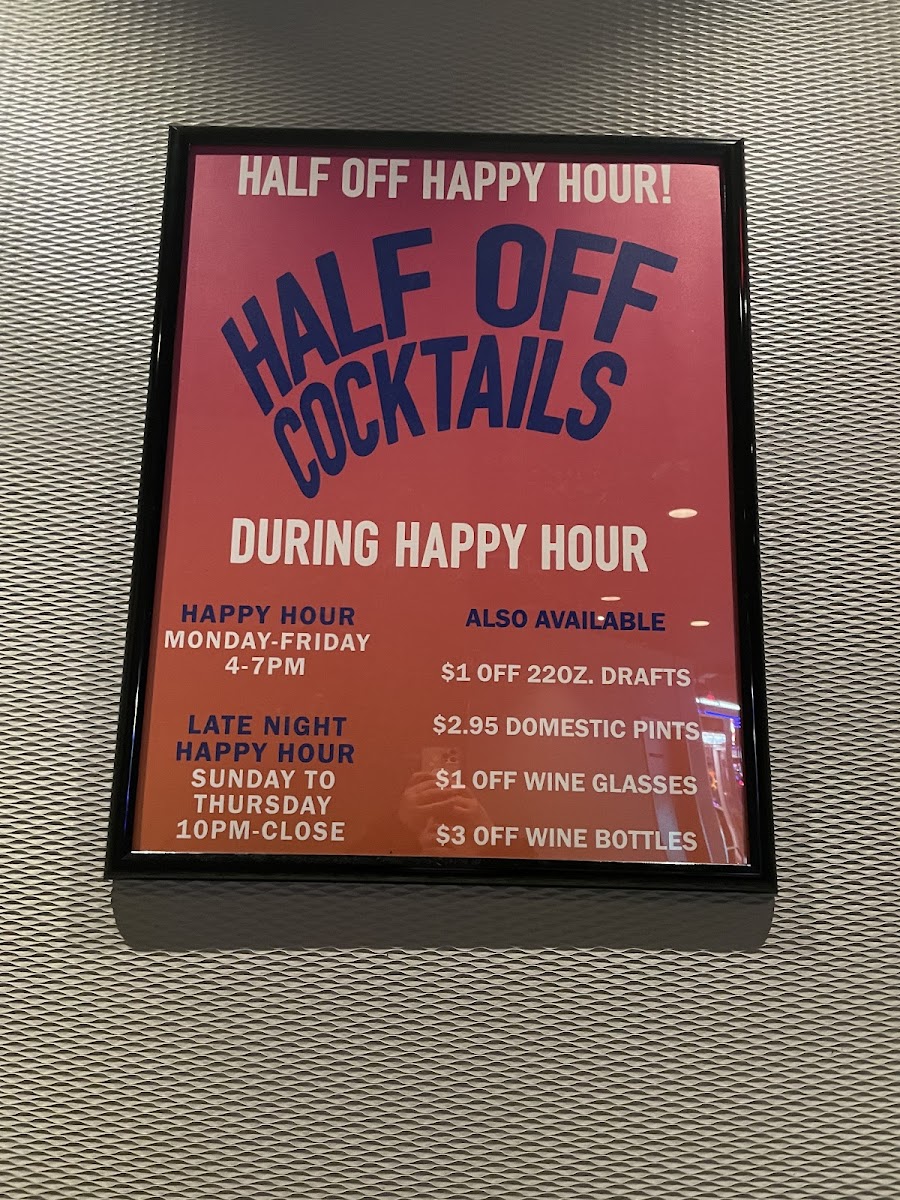 HALF OFF HAPPY HOUR!
HALF OFF
COCKTAILS
DURING HAPPY HOUR
HAPPY HOUR
MONDAY-FRIDAY
4-7PM
LATE NIGHT
HAPPY HOUR
SUNDAY TO
THURSDAY
10PM-CLOSE
ALSO AVAILABLE
$1 OFF 22OZ. DRAFTS
$2.95 DOMESTIC PINTS
$1 OFF WINE GLASSES
$3 OFF WINE BOTTLES